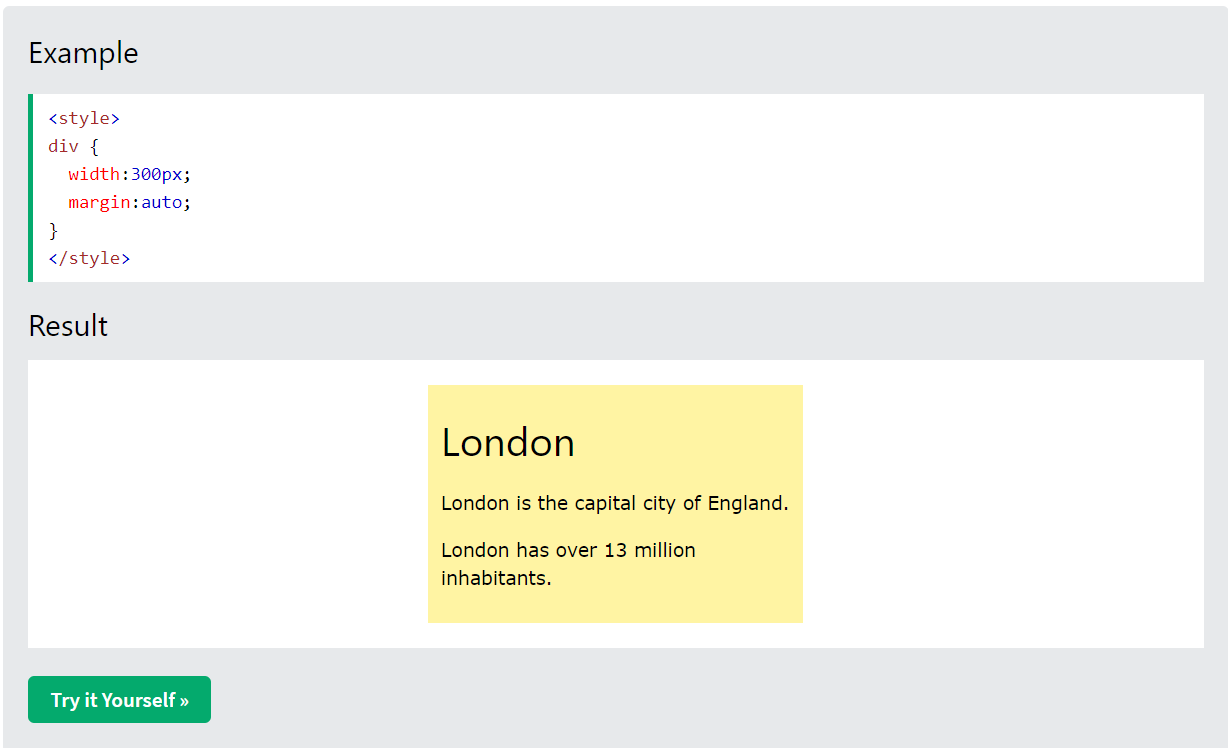 Example
<style>
div {
  width:300px;
  margin:auto;
}
</style>
Result
London
London is the capital city of England.
London has over 13 million
inhabitants.
Try it Yourself »